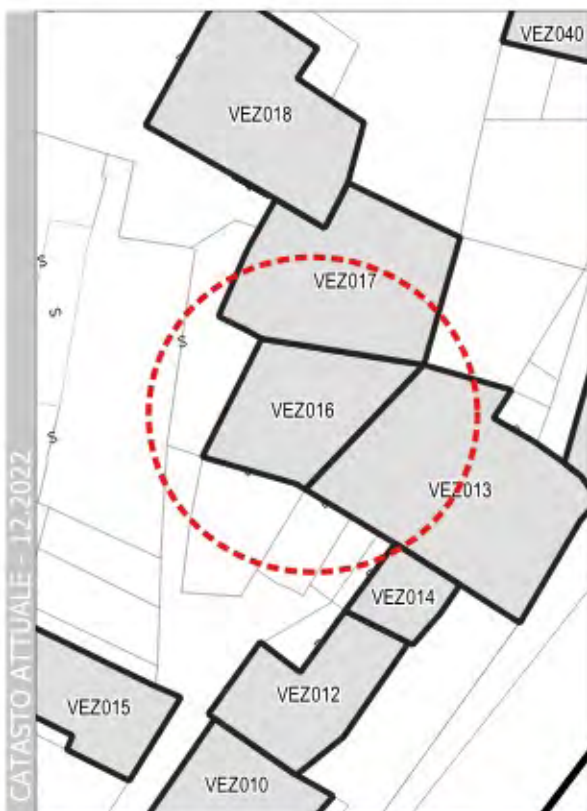 VEZ040
VEZ018
VEZ017
S
S
S
VEZ016
S
VEZ013
VEZ014
VEZ012
VEZ015
VEZ010
CATASTO ATTUALE - 12.2022